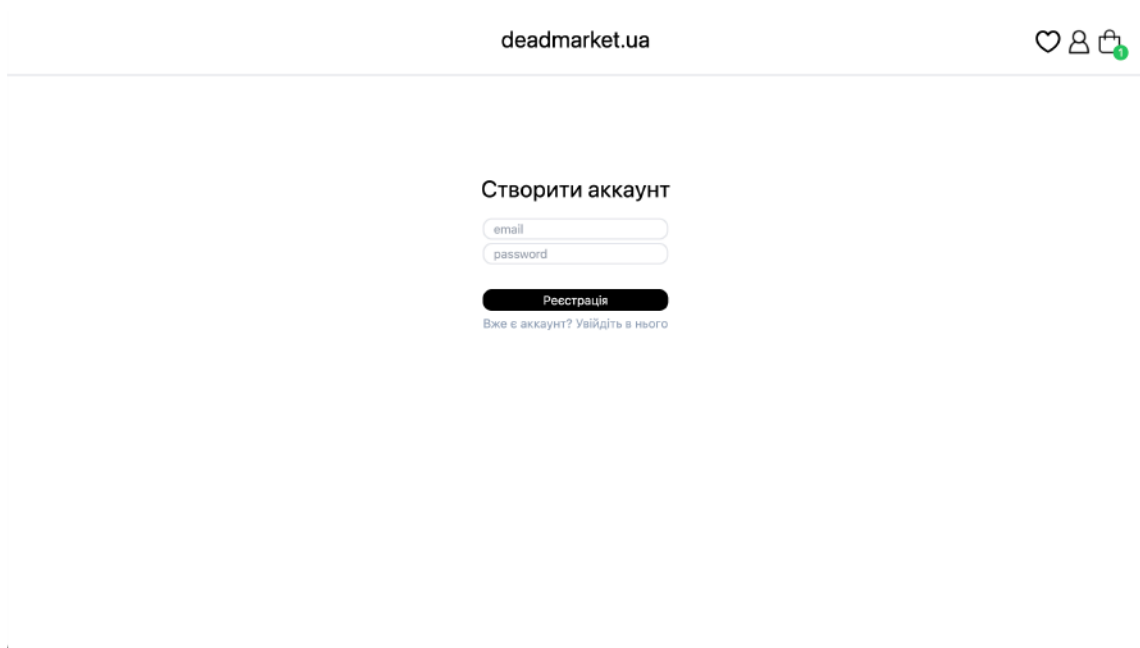 deadmarket.ua
1
Створити аккаунт
email
password
Реєстрація
Вже є аккаунт? Увійдіть в нього